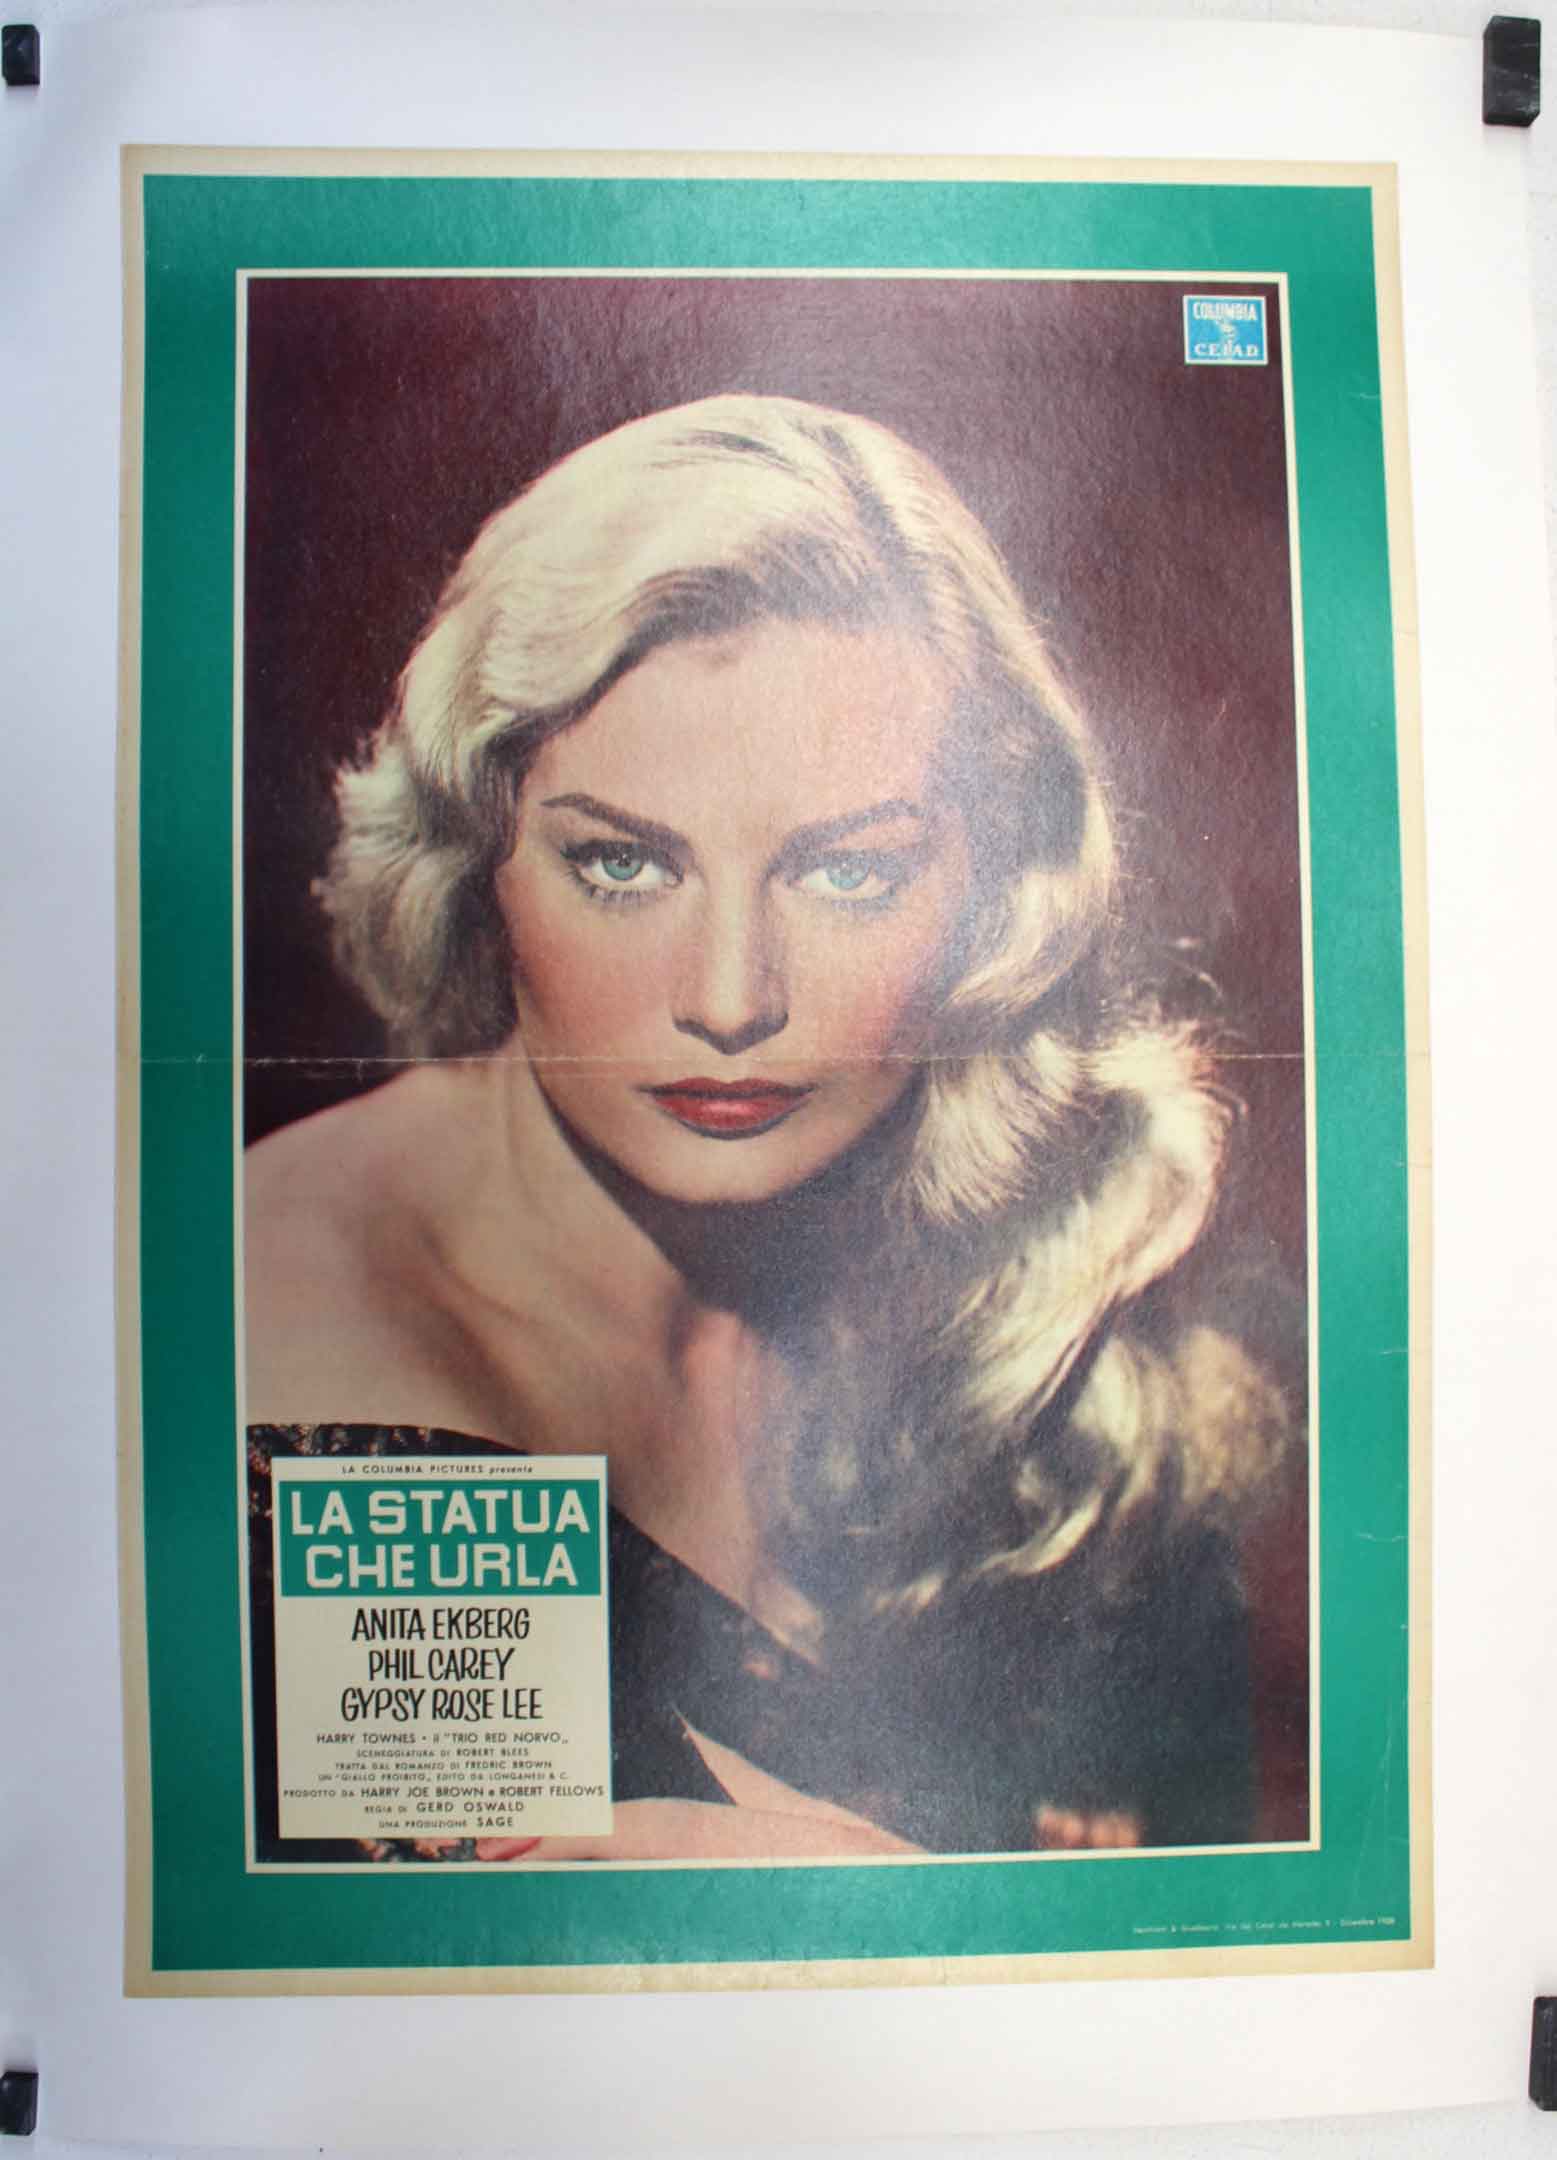 COLUMBIA
CEIAD
LA COLUMBIA PICTURES presenta
LA STATUA
CHE URLA
ANITA EKBERG
PHIL CAREY
GYPSY ROSE LEE
HARRY TOWNES • il "TRIO RED NORVO„
SCENEGGIATURA DI ROBERT BLEES
TRATTA DAL ROMANZO DI FREDRIC BROWN
UN "GIALLO PROIBITO„ EDITO DA LONGANESI & C.
PRODOTTO DA HARRY JOE BROWN e ROBERT FELLOWS
REGIA DI GERD OSWALD
UNA PRODUZIONE SAGE
Dicembre 1958